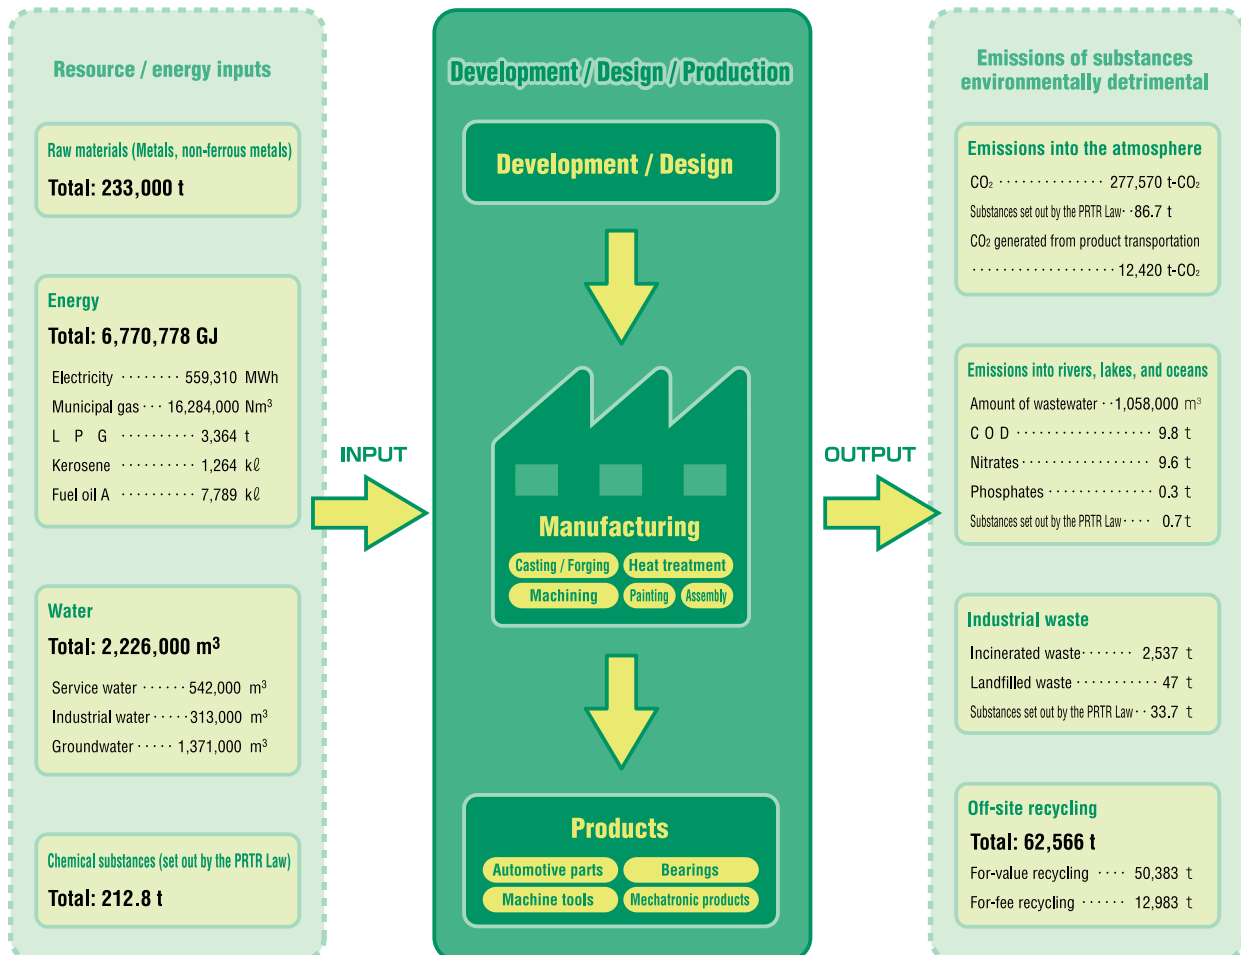 Resource / energy inputs
Raw materials (Metals, non-ferrous metals)
Total: 233,000 t
Energy
Total: 6,770,778 GJ
Electricity ········ 559,310 MWh
Municipal gas ··· 16,284,000 Nm³
L P G ·········· 3,364 t
Kerosene ·········· 1,264 kℓ
Fuel oil A ·········· 7,789 kℓ
Water
Total: 2,226,000 m³
Service water ······ 542,000 m³
Industrial water ····· 313,000 m³
Groundwater ····· 1,371,000 m³
Chemical substances (set out by the PRTR Law)
Total: 212.8 t
INPUT
Development / Design / Production
Development / Design
Manufacturing
Casting / Forging Heat treatment
Machining Painting Assembly
Products
Automotive parts Bearings
Machine tools Mechatronic products
OUTPUT
Emissions of substances
environmentally detrimental
Emissions into the atmosphere
CO₂ ·············· 277,570 t-CO₂
Substances set out by the PRTR Law ·· 86.7 t
CO₂ generated from product transportation
··················· 12,420 t-CO₂
Emissions into rivers, lakes, and oceans
Amount of wastewater ·· 1,058,000 m³
C O D ················· 9.8 t
Nitrates ················· 9.6 t
Phosphates ·············· 0.3 t
Substances set out by the PRTR Law ···· 0.7 t
Industrial waste
Incinerated waste ······· 2,537 t
Landfilled waste ··········· 47 t
Substances set out by the PRTR Law ·· 33.7 t
Off-site recycling
Total: 62,566 t
For-value recycling ···· 50,383 t
For-fee recycling ····· 12,983 t